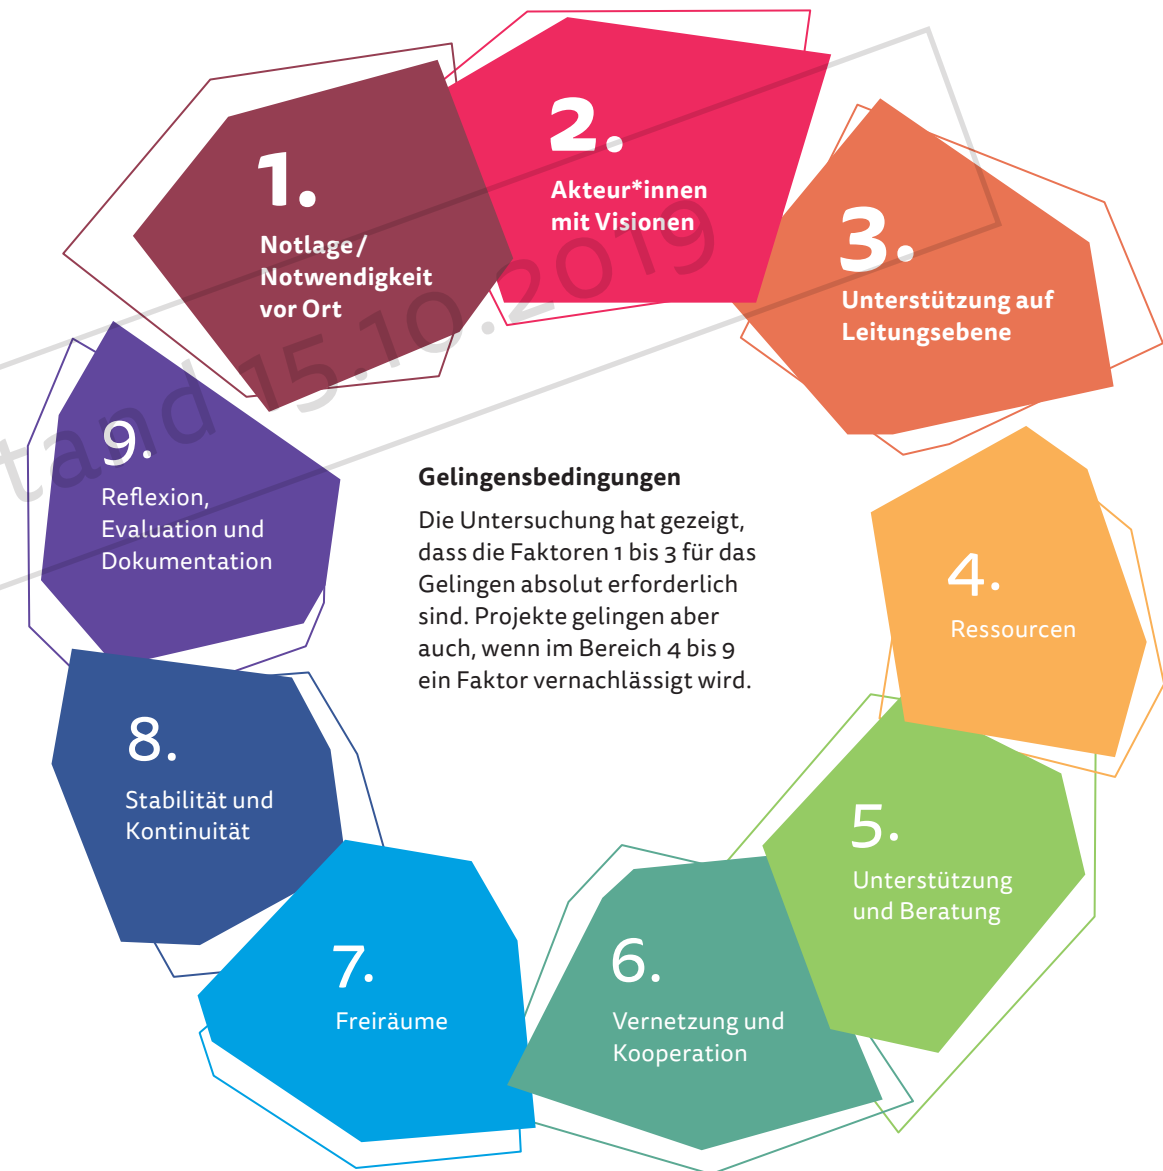 1.
Notlage/
Notwendigkeit
vor Ort
2.
Akteur*innen
mit Visionen
3.
Unterstützung auf
Leitungsebene
4.
Ressourcen
5.
Unterstützung
und Beratung
6.
Vernetzung und
Kooperation
7.
Freiräume
8.
Stabilität und
Kontinuität
9.
Reflexion,
Evaluation und
Dokumentation
Gelingensbedingungen
Die Untersuchung hat gezeigt,
dass die Faktoren 1 bis 3 für das
Gelingen absolut erforderlich
sind. Projekte gelingen aber
auch, wenn im Bereich 4 bis 9
ein Faktor vernachlässigt wird.
tand 15.10.2019